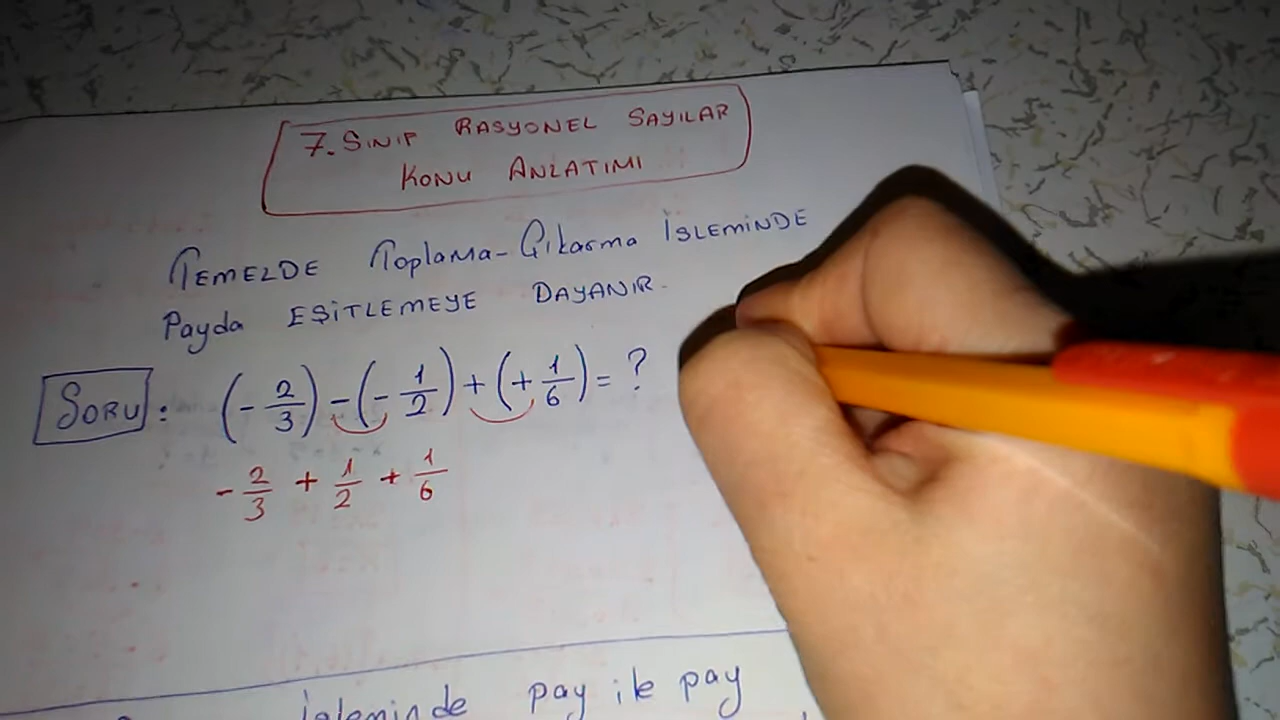 7. SINIF RASYONEL SAYILAR
KONU ANLATIMI
TEMELDE Toplama-Çıkarma İŞLEMİNDE
Payda EŞİTLEMEYE DAYANIR.
SORU: (-2/3) - (-1/2) + (+1/6) = ?
-2/3 + 1/2 + 1/6
işleminde pay ile pay